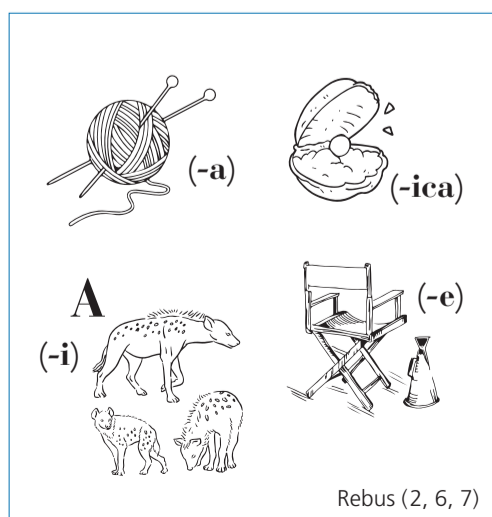 (-a)
(-ica)
A
(-i)
(-e)
Rebus (2, 6, 7)